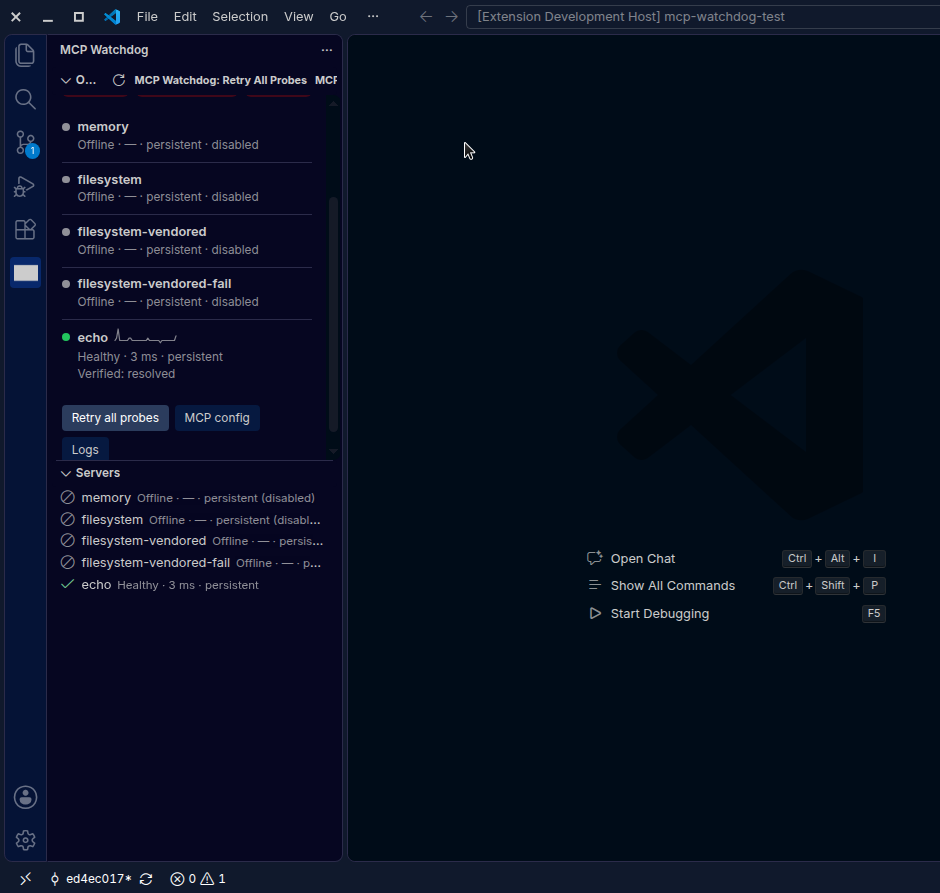 File Edit Selection View Go ··· [Extension Development Host] mcp-watchdog-test
MCP Watchdog ···
O... MCP Watchdog: Retry All Probes MCP
memory
Offline · — · persistent · disabled
filesystem
Offline · — · persistent · disabled
filesystem-vendored
Offline · — · persistent · disabled
filesystem-vendored-fail
Offline · — · persistent · disabled
echo
Healthy · 3 ms · persistent
Verified: resolved
Retry all probes MCP config
Logs
Servers
memory Offline · — · persistent (disabled)
filesystem Offline · — · persistent (disabl...
filesystem-vendored Offline · — · persis...
filesystem-vendored-fail Offline · — · p...
echo Healthy · 3 ms · persistent
1
Open Chat Ctrl + Alt + I
Show All Commands Ctrl + Shift + P
Start Debugging F5
ed4ec017* 0 1